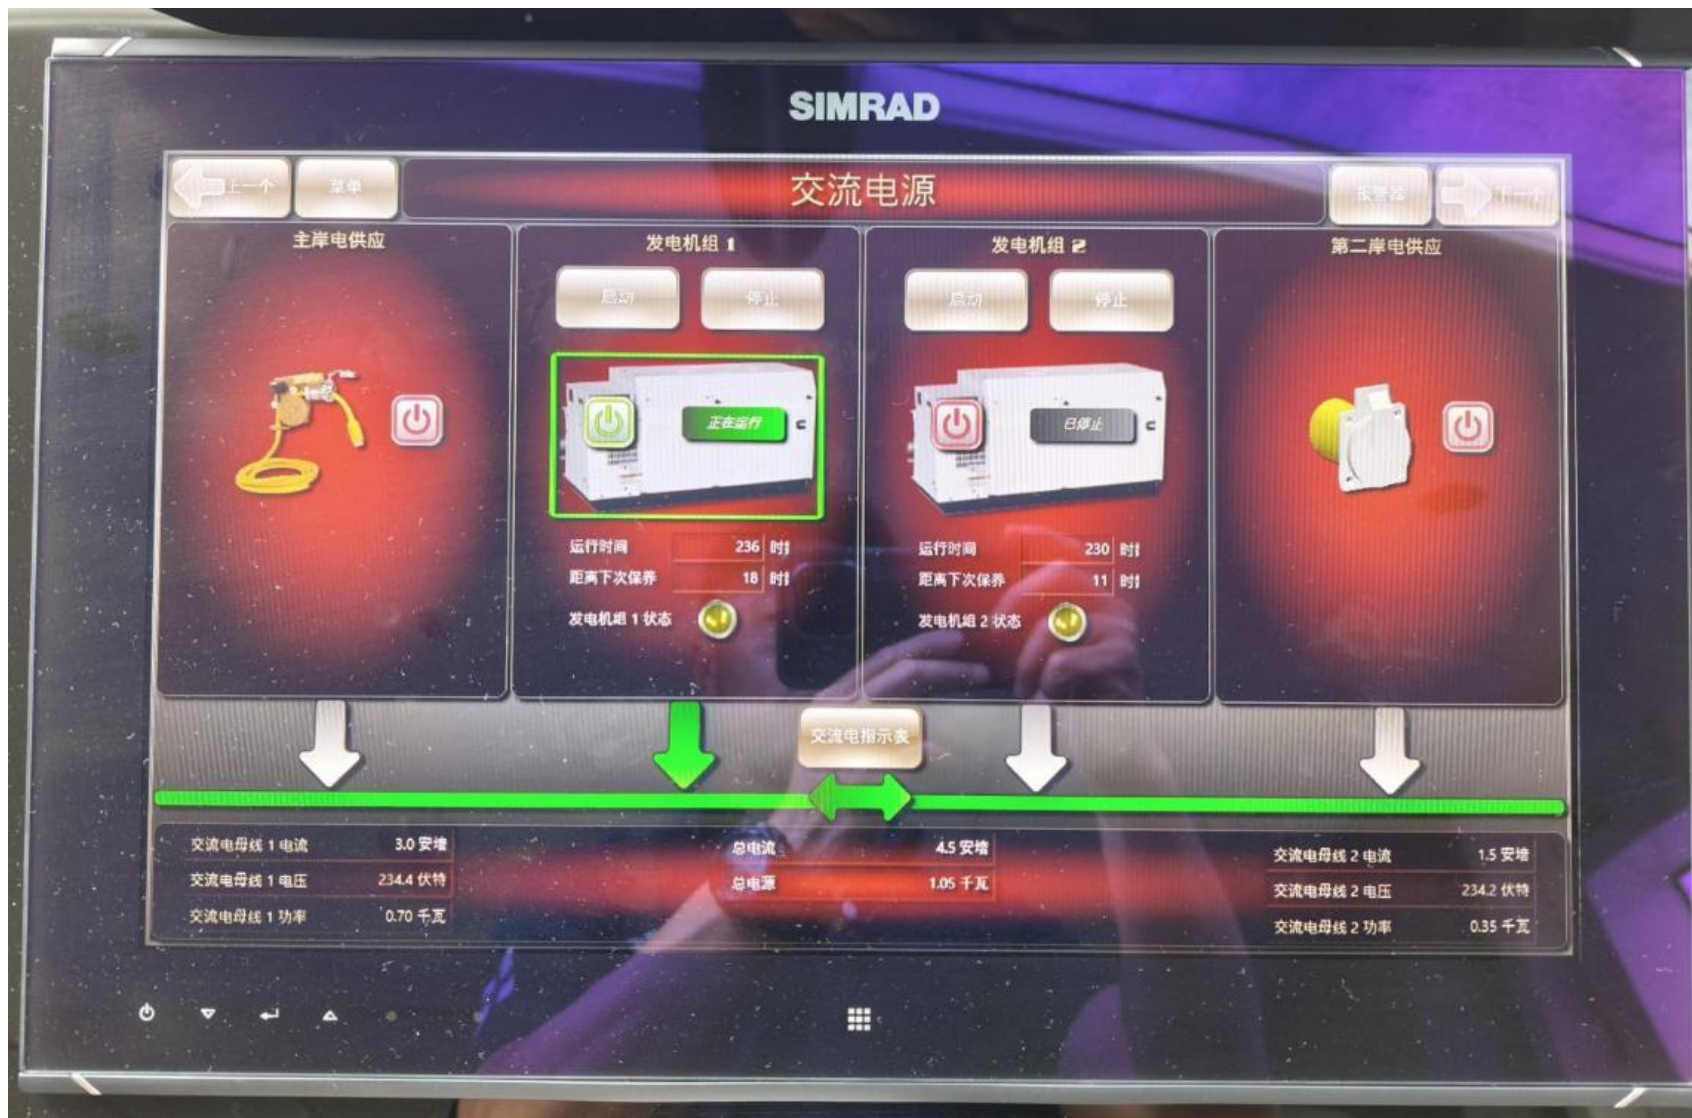 SIMRAD
上一个
菜单
交流电源
报警器
下一个
主岸电供应
发电机组 1
启动
停止
正在运行
运行时间 236 时
距离下次保养 18 时
发电机组 1 状态
发电机组 2
启动
停止
已停止
运行时间 230 时
距离下次保养 11 时
发电机组 2 状态
第二岸电供应
交流电指示表
交流电母线 1 电流 3.0 安培
交流电母线 1 电压 234.4 伏特
交流电母线 1 功率 0.70 千瓦
总电流 4.5 安培
总电源 1.05 千瓦
交流电母线 2 电流 1.5 安培
交流电母线 2 电压 234.2 伏特
交流电母线 2 功率 0.35 千瓦